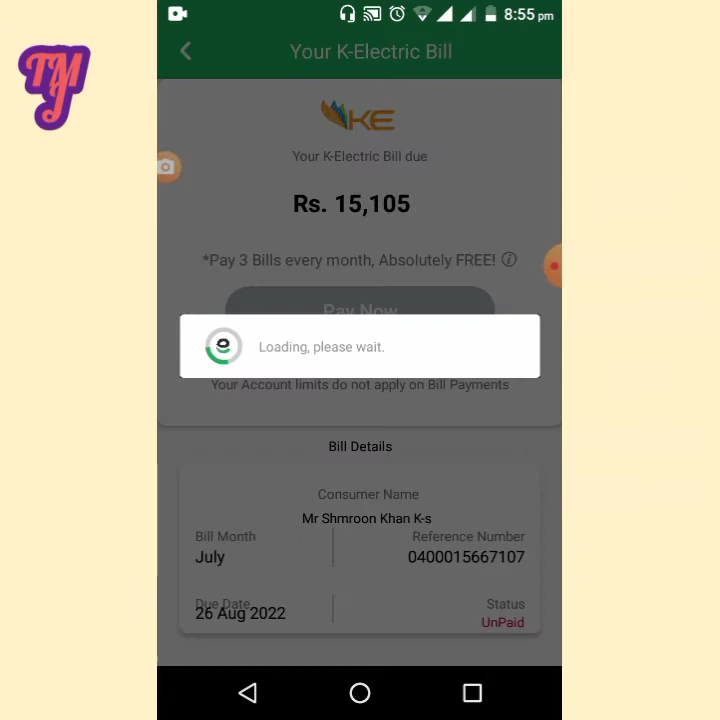 TMJ
8:55 pm
Your K-Electric Bill
KE
Your K-Electric Bill due
Rs. 15,105
*Pay 3 Bills every month, Absolutely FREE!
Pay Now
Loading, please wait.
Your Account limits do not apply on Bill Payments
Bill Details
Consumer Name
Mr Shmroon Khan K-s
Bill Month Reference Number
July 0400015667107
Due Date Status
26 Aug 2022 UnPaid